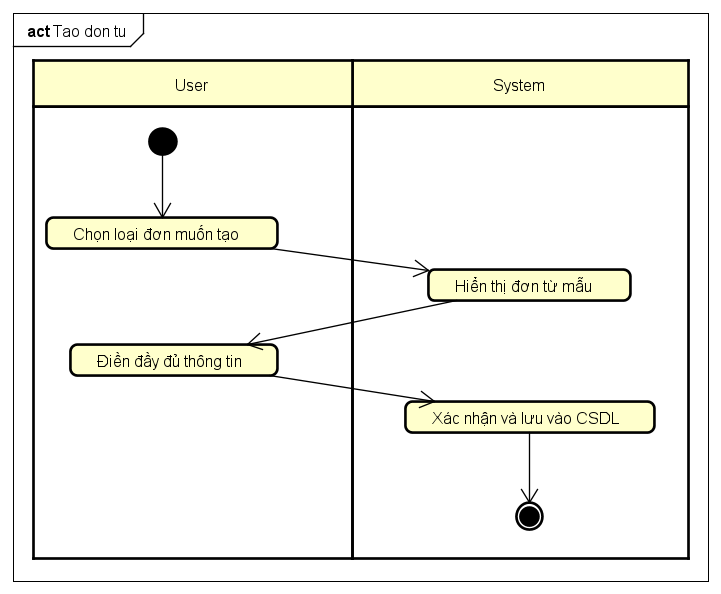 act Tao don tu
User
System
Chọn loại đơn muốn tạo
Hiển thị đơn từ mẫu
Điền đầy đủ thông tin
Xác nhận và lưu vào CSDL